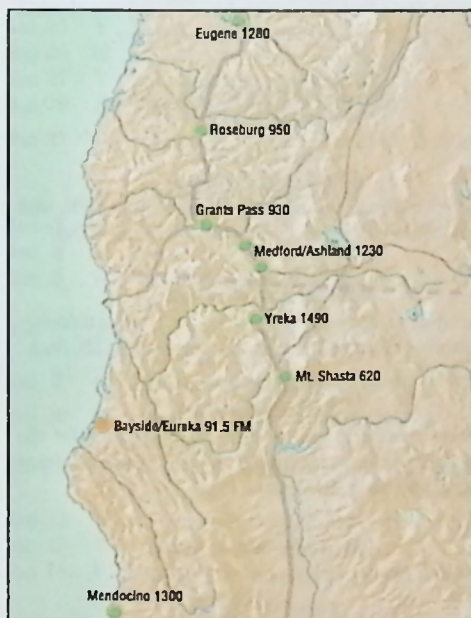 Eugene 1280
Roseburg 950
Grants Pass 930
Medford/Ashland 1230
Yreka 1490
Mt. Shasta 620
Bayside/Eureka 91.5 FM
Mendocino 1300